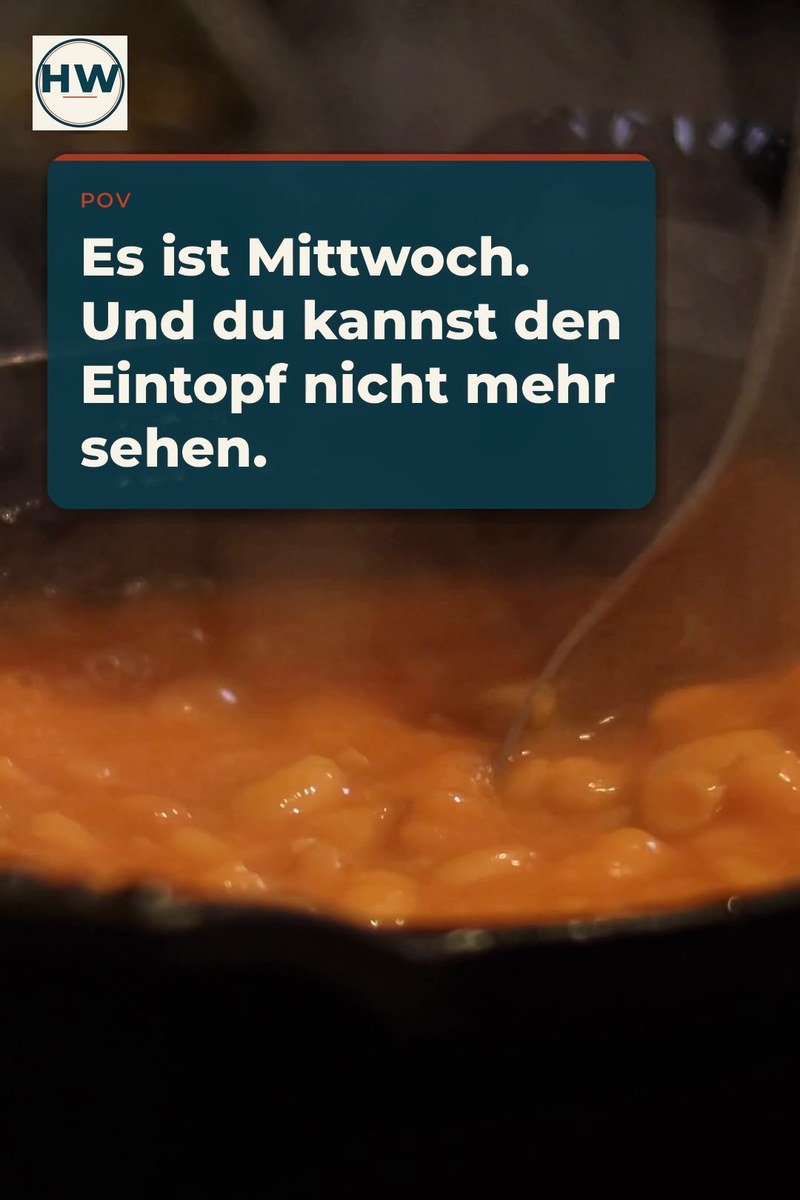 HW
POV
Es ist Mittwoch.
Und du kannst den
Eintopf nicht mehr
sehen.